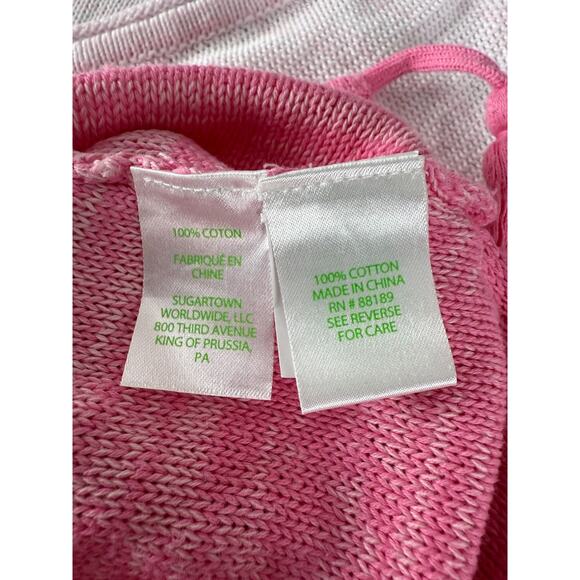 100% COTON
FABRIQUÉ EN
CHINE
SUGARTOWN
WORLDWIDE, LLC
800 THIRD AVENUE
KING OF PRUSSIA,
PA
100% COTTON
MADE IN CHINA
RN # 88189
SEE REVERSE
FOR CARE